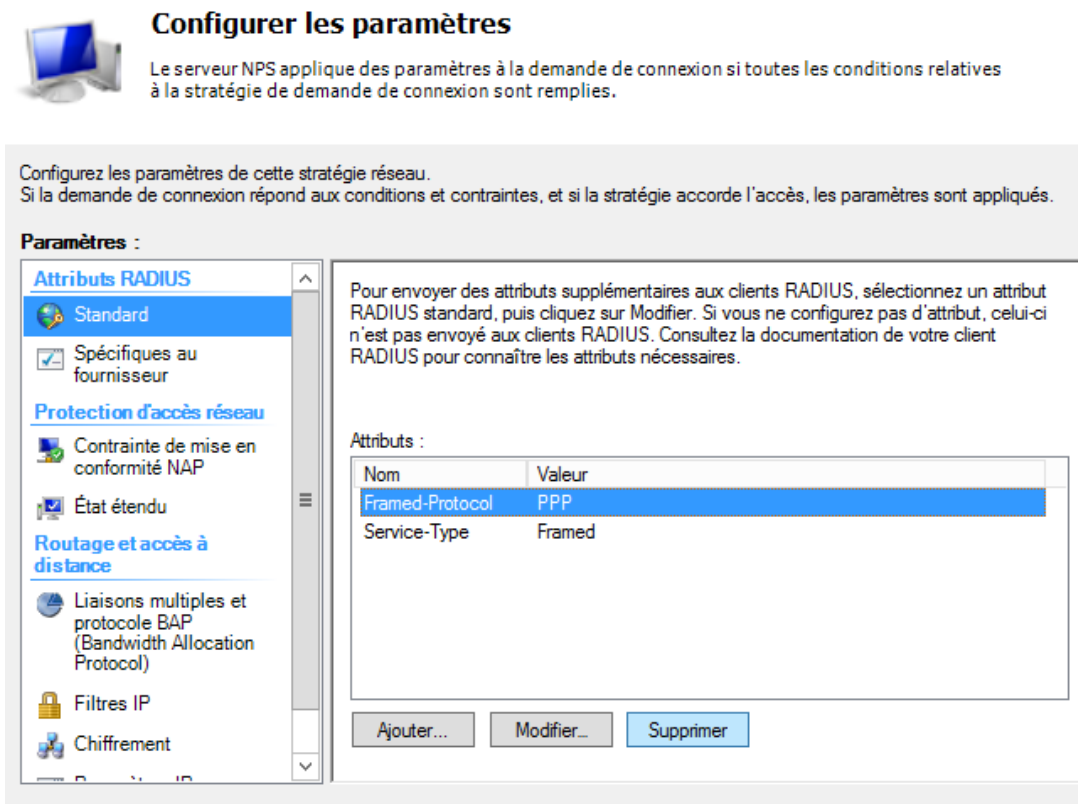 Configurer les paramètres
Le serveur NPS applique des paramètres à la demande de connexion si toutes les conditions relatives
à la stratégie de demande de connexion sont remplies.
Configurez les paramètres de cette stratégie réseau.
Si la demande de connexion répond aux conditions et contraintes, et si la stratégie accorde l'accès, les paramètres sont appliqués.
Paramètres :
Attributs RADIUS
Standard
Spécifiques au
fournisseur
Protection d'accès réseau
Contrainte de mise en
conformité NAP
État étendu
Routage et accès à
distance
Liaisons multiples et
protocole BAP
(Bandwidth Allocation
Protocol)
Filtres IP
Chiffrement
Pour envoyer des attributs supplémentaires aux clients RADIUS, sélectionnez un attribut
RADIUS standard, puis cliquez sur Modifier. Si vous ne configurez pas d'attribut, celui-ci
n'est pas envoyé aux clients RADIUS. Consultez la documentation de votre client
RADIUS pour connaître les attributs nécessaires.
Attributs :
Nom Valeur
Framed-Protocol PPP
Service-Type Framed
Ajouter... Modifier... Supprimer